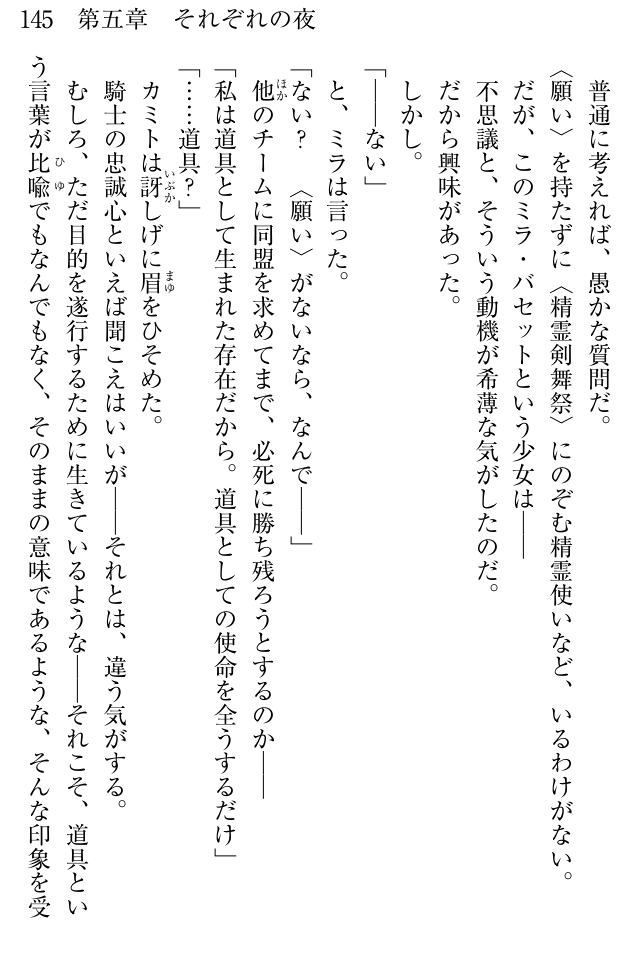 145　第五章　それぞれの夜
　普通に考えれば、愚かな質問だ。
〈願い〉を持たずに〈精霊剣舞祭〉にのぞむ精霊使いなど、いるわけがない。
　だが、このミラ・バセットという少女は――
　不思議と、そういう動機が希薄な気がしたのだ。
　だから興味があった。
　しかし。
「――ない」
　と、ミラは言った。
「ない？　〈願い〉がないなら、なんで――」
　他のチームに同盟を求めてまで、必死に勝ち残ろうとするのか――
「私は道具として生まれた存在だから。道具としての使命を全うするだけ」
「……道具？」
　カミトは訝しげに眉をひそめた。
　騎士の忠誠心といえば聞こえはいいが――それとは、違う気がする。
　むしろ、ただ目的を遂行するために生きているような――それこそ、道具とい
う言葉が比喩でもなんでもなく、そのままの意味であるような、そんな印象を受